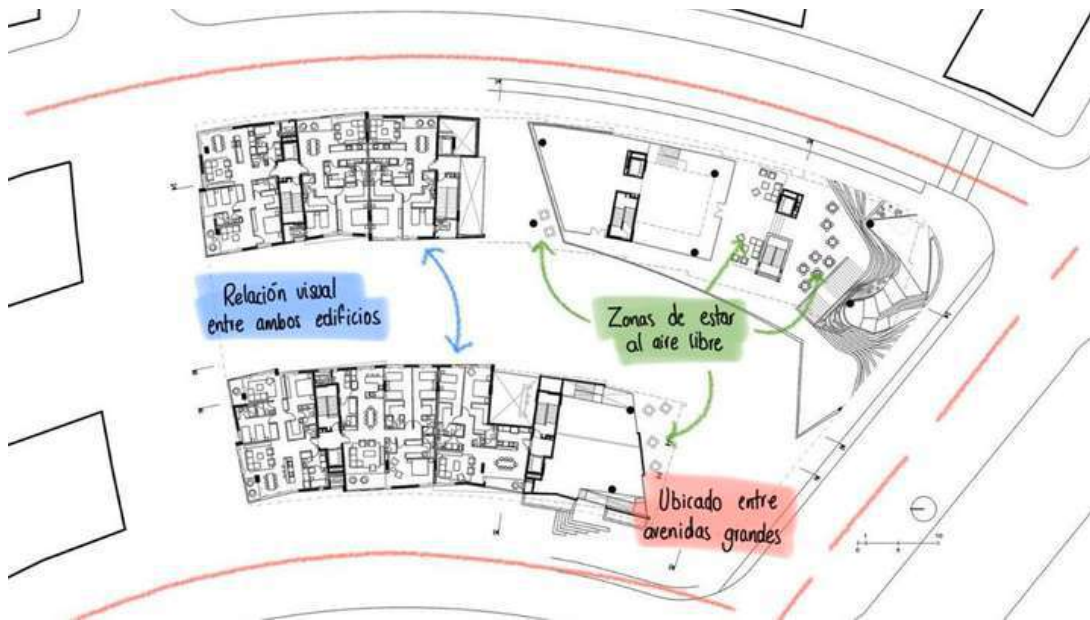 Relación visual
entre ambos edificios
Zonas de estar
al aire libre
Ubicado entre
avenidas grandes